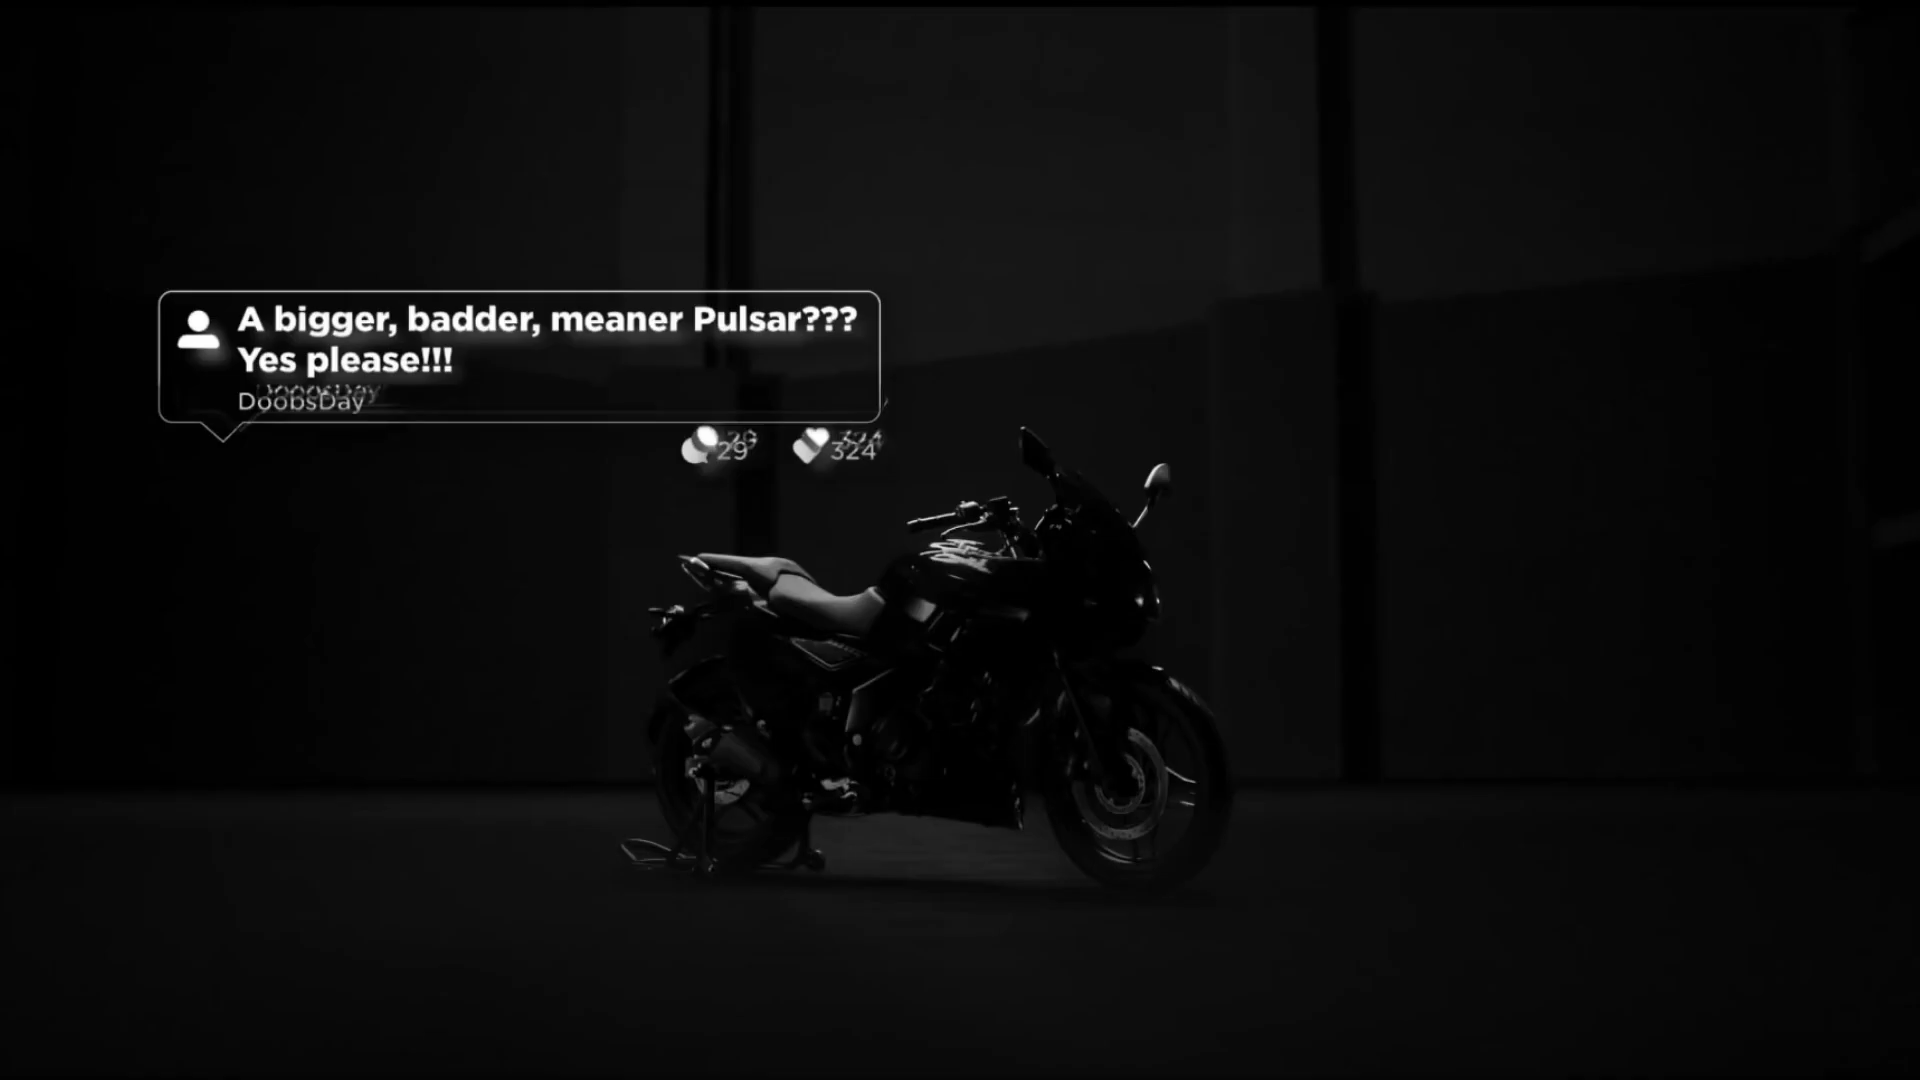 A bigger, badder, meaner Pulsar???
Yes please!!!
DoobsDay
29 324